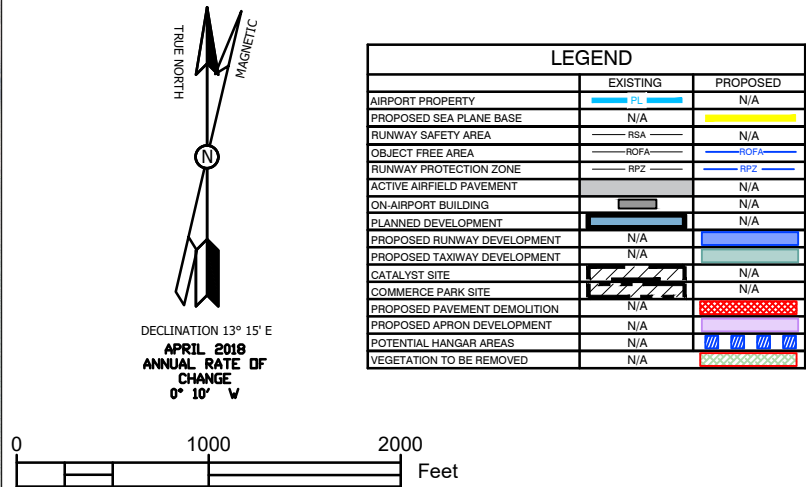 TRUE NORTH
MAGNETIC
N
DECLINATION 13° 15' E
APRIL 2018
ANNUAL RATE OF
CHANGE
0° 10' W
LEGEND
EXISTING PROPOSED
AIRPORT PROPERTY PL N/A
PROPOSED SEA PLANE BASE N/A
RUNWAY SAFETY AREA RSA N/A
OBJECT FREE AREA ROFA ROFA
RUNWAY PROTECTION ZONE RPZ RPZ
ACTIVE AIRFIELD PAVEMENT N/A
ON-AIRPORT BUILDING N/A
PLANNED DEVELOPMENT N/A
PROPOSED RUNWAY DEVELOPMENT N/A
PROPOSED TAXIWAY DEVELOPMENT N/A
CATALYST SITE N/A
COMMERCE PARK SITE N/A
PROPOSED PAVEMENT DEMOLITION N/A
PROPOSED APRON DEVELOPMENT N/A
POTENTIAL HANGAR AREAS N/A
VEGETATION TO BE REMOVED N/A
0 1000 2000
Feet